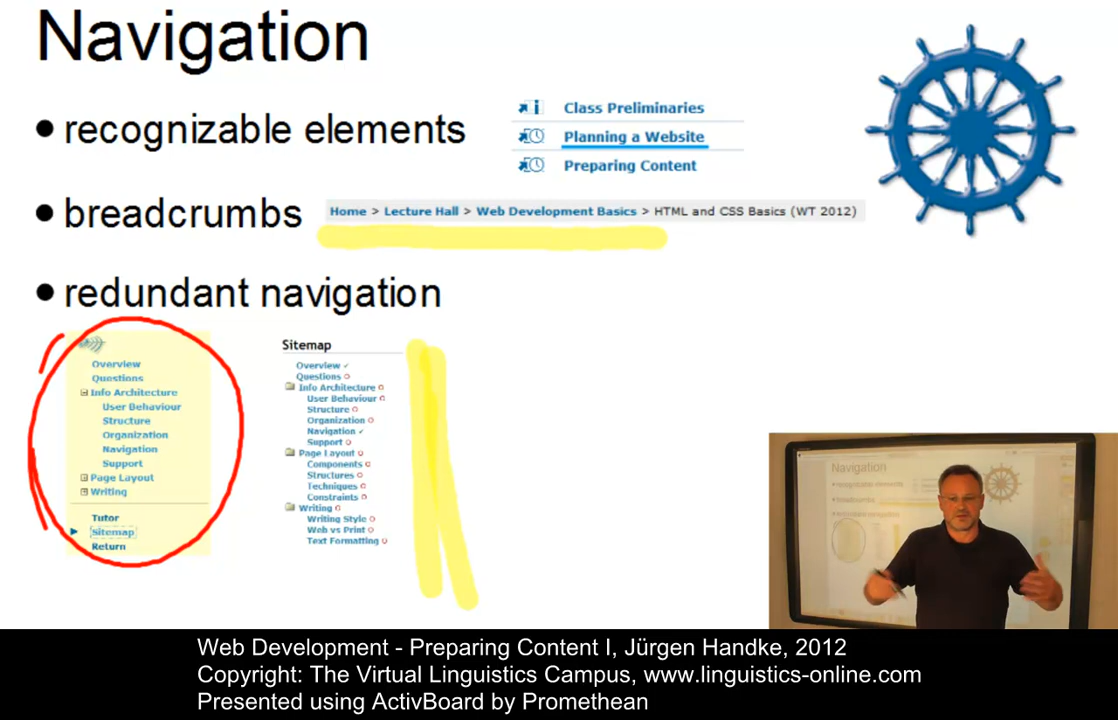 Navigation
• recognizable elements
Class Preliminaries
Planning a Website
Preparing Content
• breadcrumbs
Home > Lecture Hall > Web Development Basics > HTML and CSS Basics (WT 2012)
• redundant navigation
Overview
Questions
Info Architecture
User Behaviour
Structure
Organization
Navigation
Support
Page Layout
Writing
Tutor
Sitemap
Return
Sitemap
Overview
Questions
Info Architecture
User Behaviour
Structure
Organization
Navigation
Support
Page Layout
Components
Structures
Techniques
Constraints
Writing
Writing Style
Web vs Print
Text Formatting
Navigation
Web Development - Preparing Content I, Jürgen Handke, 2012
Copyright: The Virtual Linguistics Campus, www.linguistics-online.com
Presented using ActivBoard by Promethean